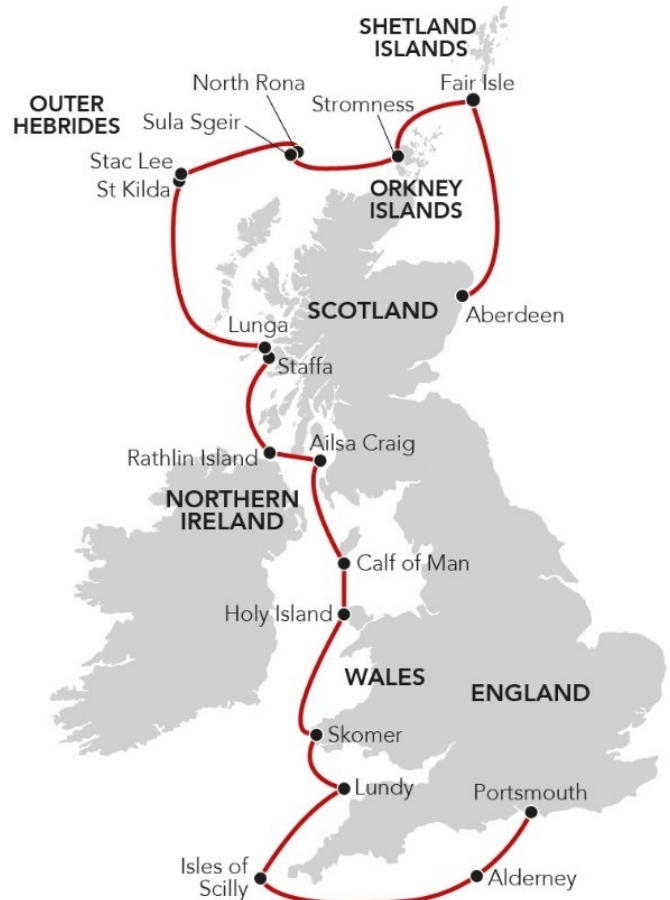 SHETLAND
ISLANDS
North Rona
Fair Isle
OUTER
HEBRIDES
Stromness
Sula Sgeir
Stac Lee
St Kilda
ORKNEY
ISLANDS
SCOTLAND
Aberdeen
Lunga
Staffa
Ailsa Craig
Rathlin Island
NORTHERN
IRELAND
Calf of Man
Holy Island
WALES
ENGLAND
Skomer
Lundy
Portsmouth
Isles of
Scilly
Alderney